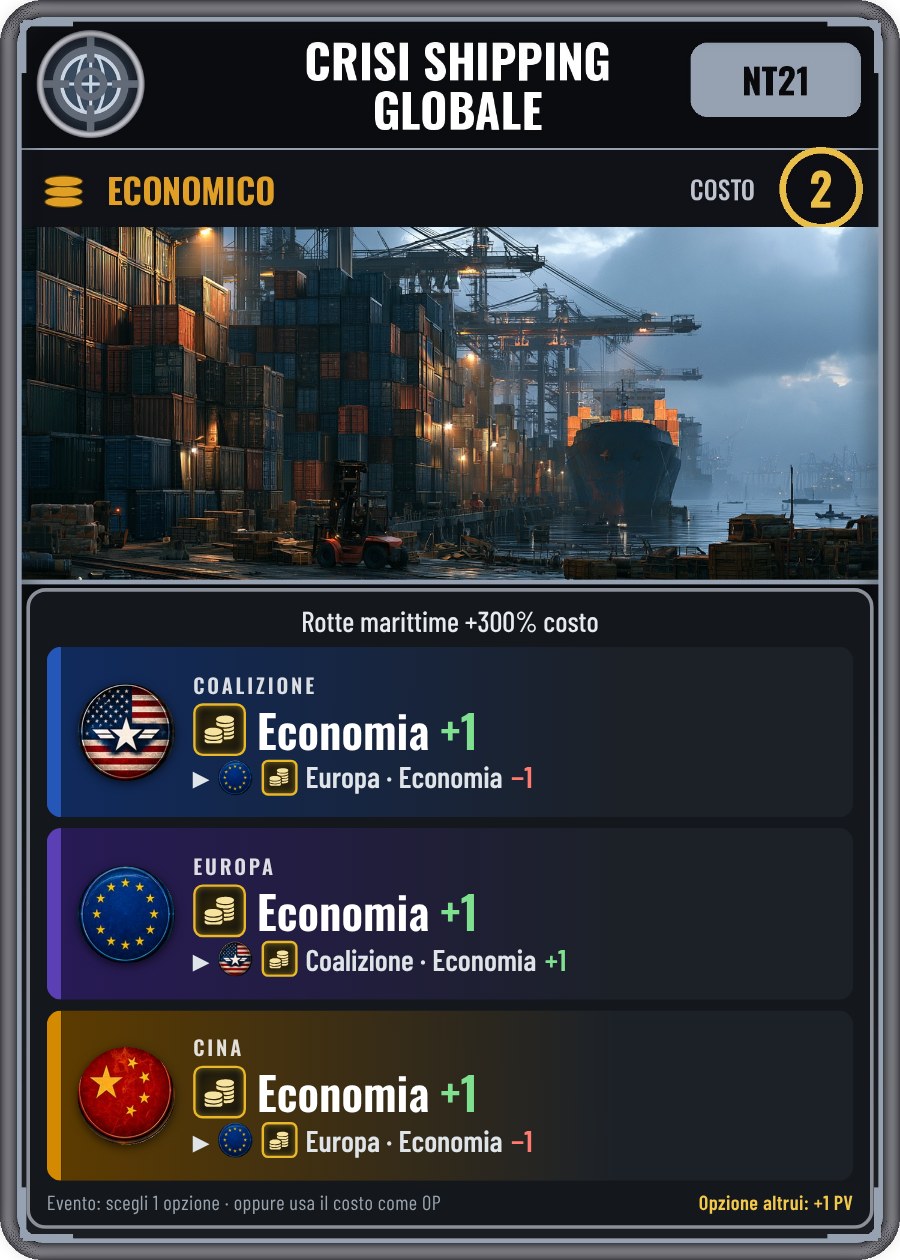 CRISI SHIPPING
GLOBALE
NT21
ECONOMICO
COSTO
2
Rotte marittime +300% costo
COALIZIONE
Economia +1
▶ Europa · Economia −1
EUROPA
Economia +1
▶ Coalizione · Economia +1
CINA
Economia +1
▶ Europa · Economia −1
Evento: scegli 1 opzione · oppure usa il costo come OP
Opzione altrui: +1 PV